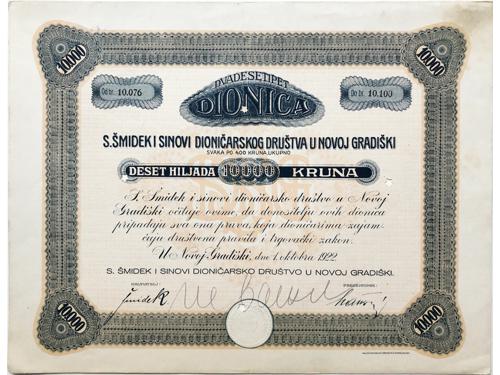 10000
10000
DVADESETIPET
DIONICA
Od br. 10.076
Do br. 10.100
S. ŠMIDEK I SINOVI DIONIČARSKOG DRUŠTVA U NOVOJ GRADIŠKI
SVAKA PO 400 KRUNA, UKUPNO
DESET HILJADA 10000 KRUNA
S. Šmidek i sinovi dioničarsko društvo u Novoj
Gradiški očituje ovime, da donositelju ovih dionica
pripadaju sva ona prava, koja dioničarima zajam-
čuju društvena pravila i trgovački zakon.
U Novoj-Gradiški, dne 1. oktobra 1922
S. ŠMIDEK I SINOVI DIONIČARSKO DRUŠTVO U NOVOJ GRADIŠKI.
10000
10000